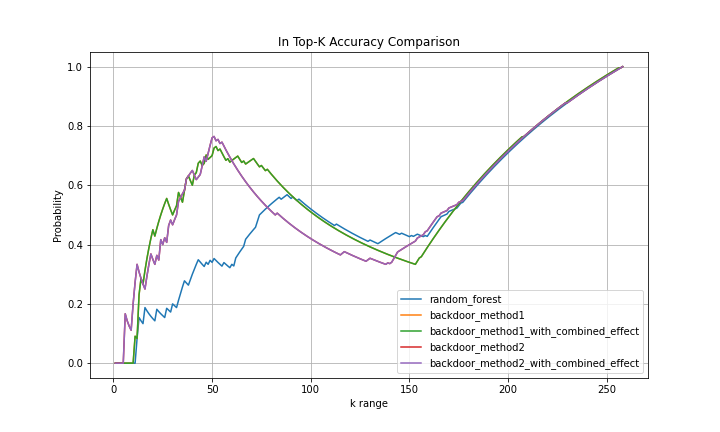 In Top-K Accuracy Comparison
Probability
1.0
0.8
0.6
0.4
0.2
0.0
0 50 100 150 200 250
k range
random_forest
backdoor_method1
backdoor_method1_with_combined_effect
backdoor_method2
backdoor_method2_with_combined_effect